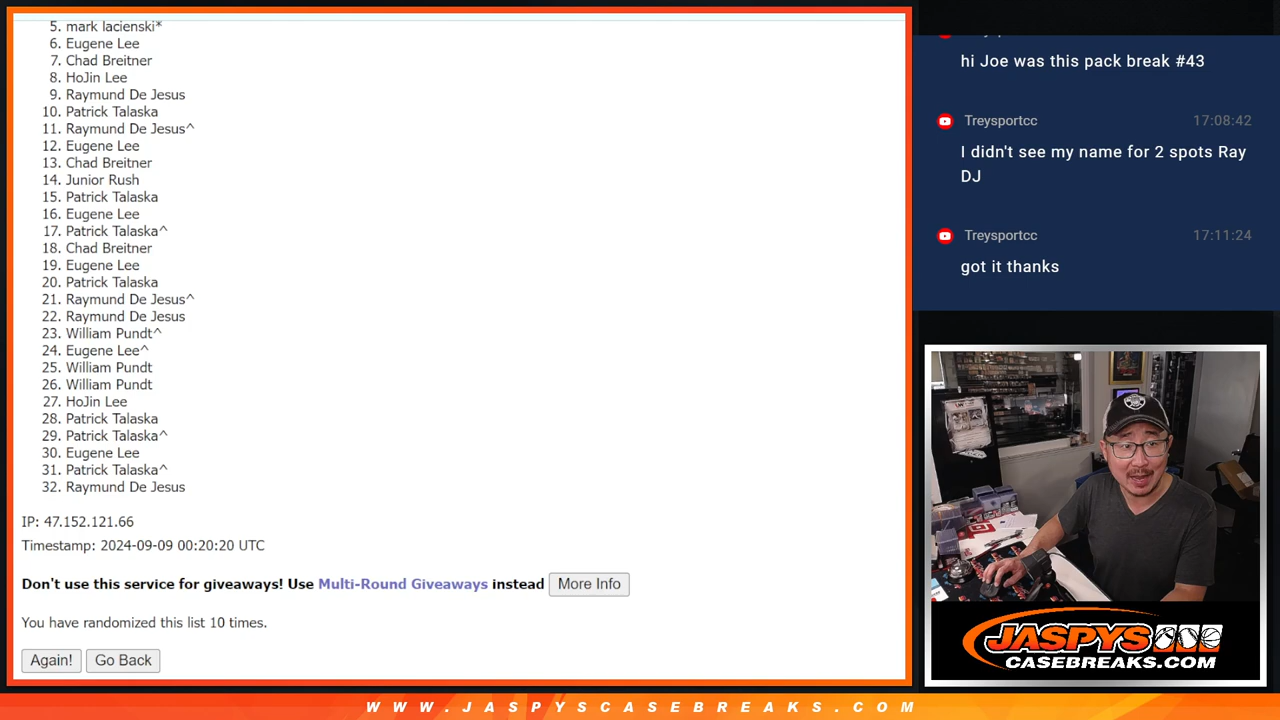 5. mark lacienski*
6. Eugene Lee
7. Chad Breitner
8. HoJin Lee
9. Raymund De Jesus
10. Patrick Talaska
11. Raymund De Jesus^
12. Eugene Lee
13. Chad Breitner
14. Junior Rush
15. Patrick Talaska
16. Eugene Lee
17. Patrick Talaska^
18. Chad Breitner
19. Eugene Lee
20. Patrick Talaska
21. Raymund De Jesus^
22. Raymund De Jesus
23. William Pundt^
24. Eugene Lee^
25. William Pundt
26. William Pundt
27. HoJin Lee
28. Patrick Talaska
29. Patrick Talaska^
30. Eugene Lee
31. Patrick Talaska^
32. Raymund De Jesus
IP: 47.152.121.66
Timestamp: 2024-09-09 00:20:20 UTC
Don't use this service for giveaways! Use Multi-Round Giveaways instead More Info
You have randomized this list 10 times.
Again! Go Back
hi Joe was this pack break #43
Treysportcc 17:08:42
I didn't see my name for 2 spots Ray
DJ
Treysportcc 17:11:24
got it thanks
JASPYS
CASEBREAKS.COM
WWW.JASPYSCASEBREAKS.COM